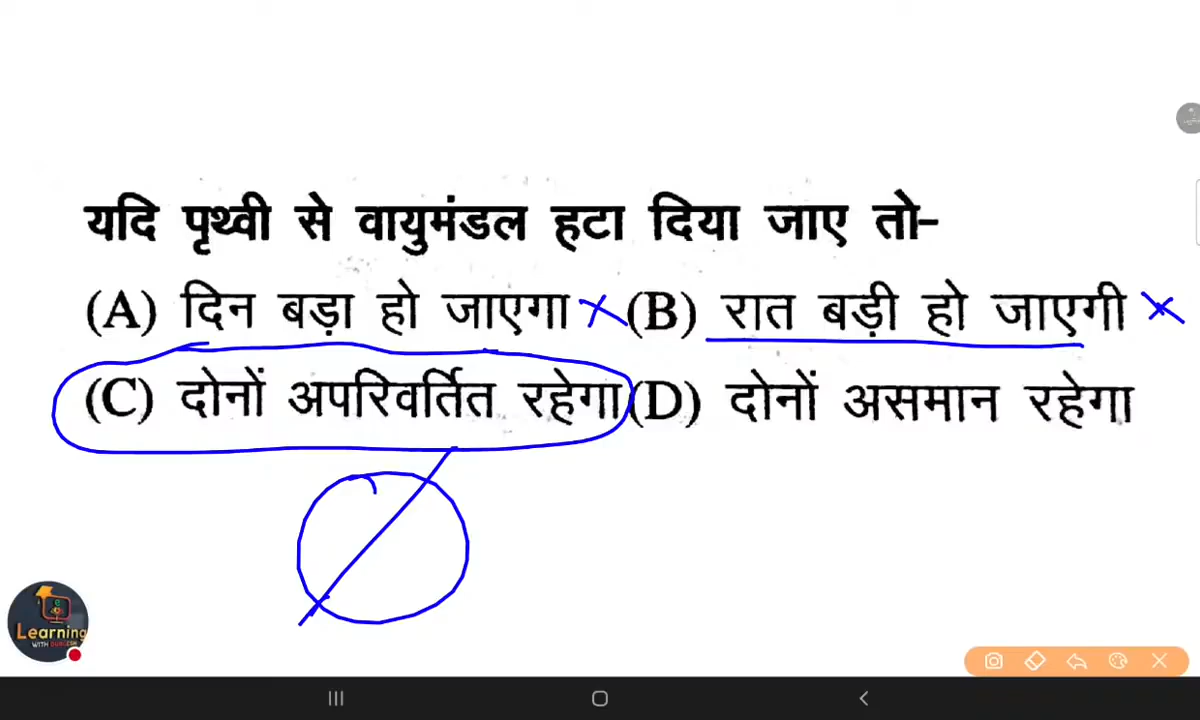 यदि पृथ्वी से वायुमंडल हटा दिया जाए तो-
(A) दिन बड़ा हो जाएगा (B) रात बड़ी हो जाएगी
(C) दोनों अपरिवर्तित रहेगा (D) दोनों असमान रहेगा
Learning